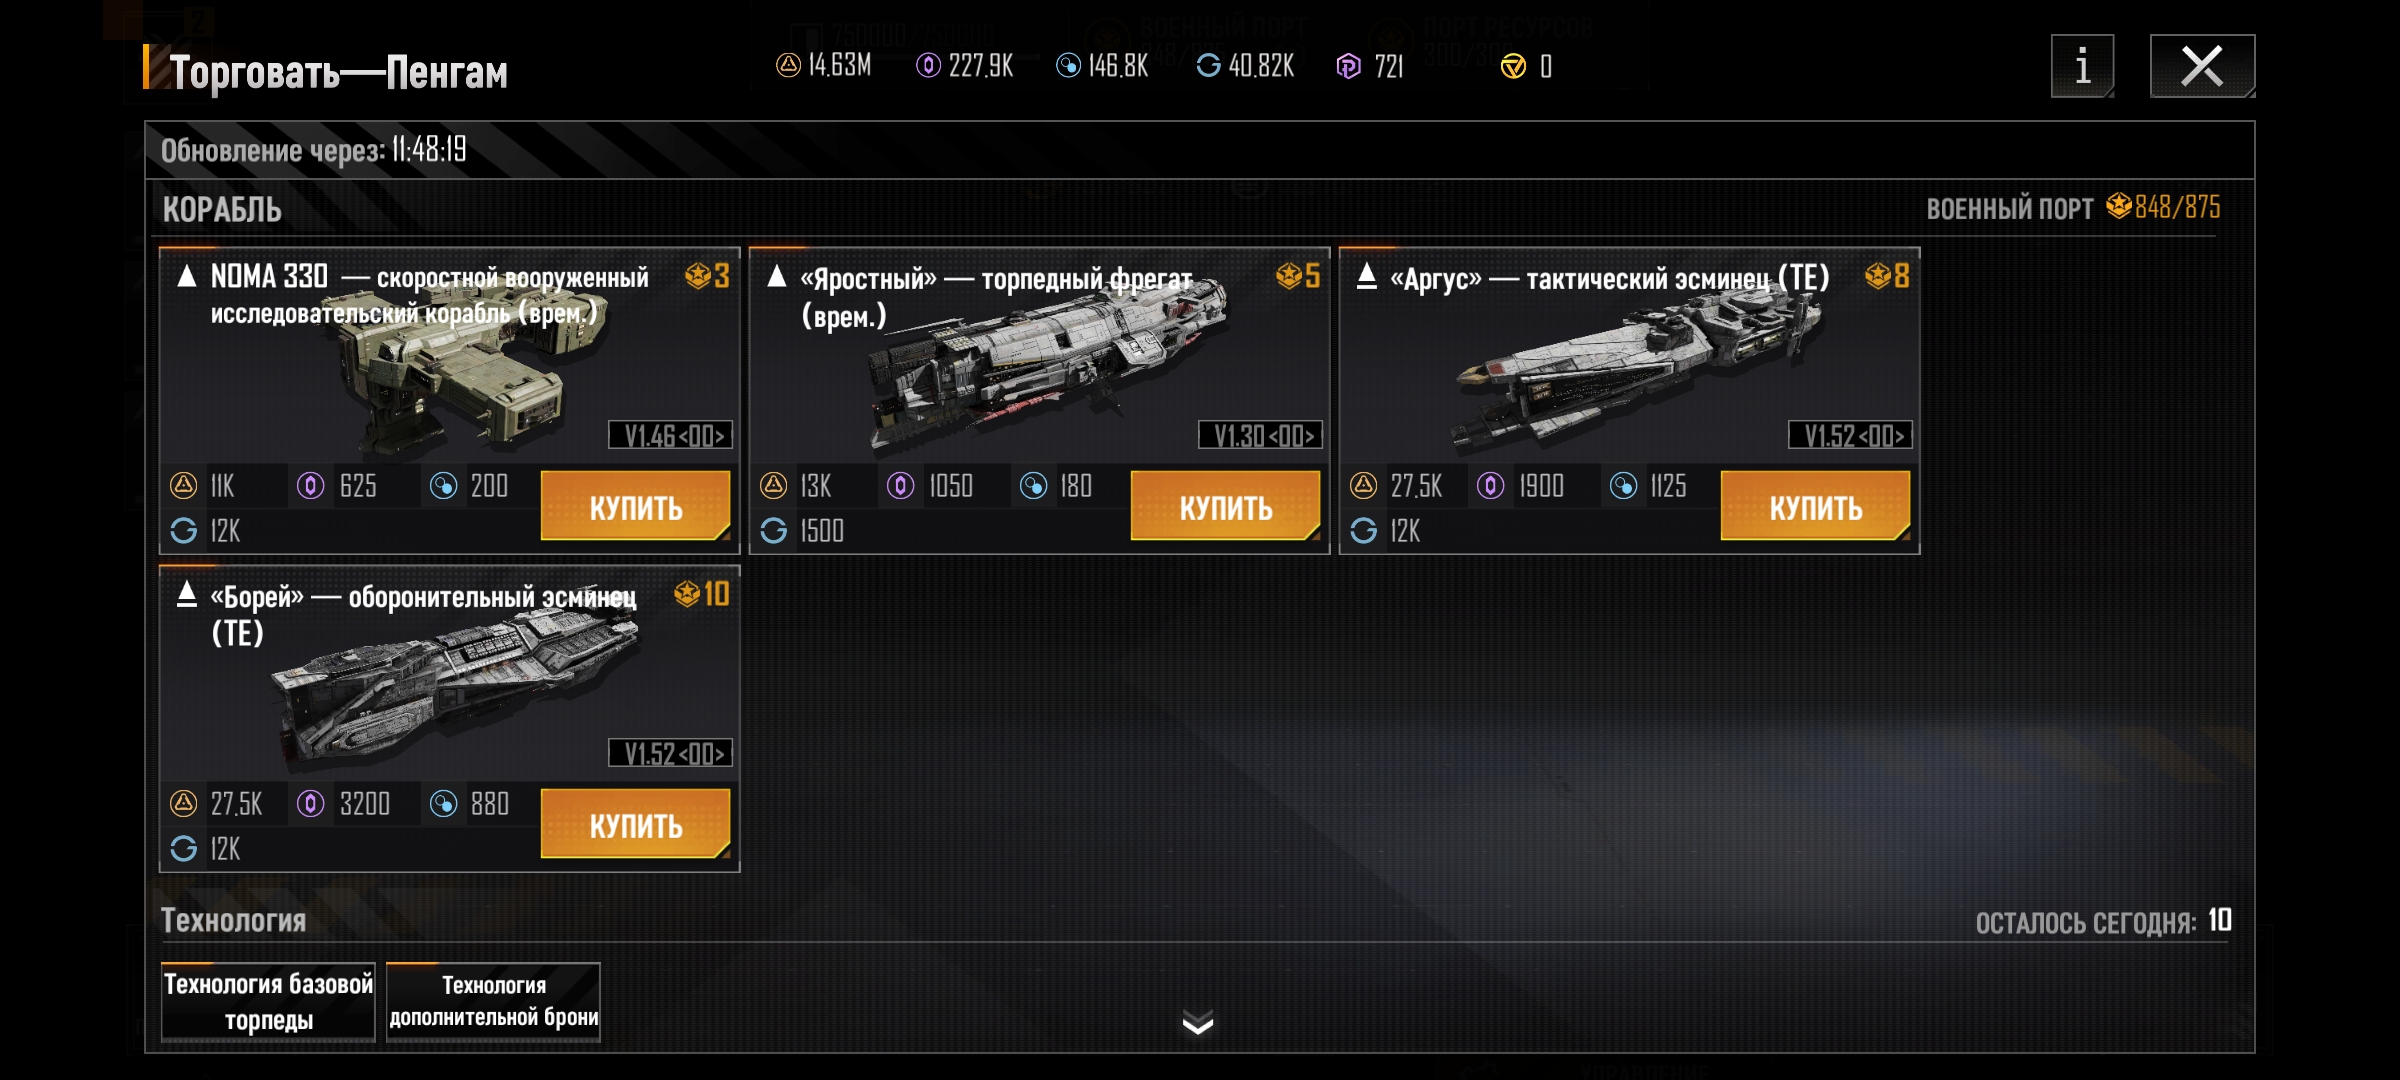 Торговать—Пенгам
14.63M 227.9K 146.8K 40.82K 721 0
i
Обновление через: 11:48:19
КОРАБЛЬ
ВОЕННЫЙ ПОРТ 848/875
NOMA 330 — скоростной вооруженный
исследовательский корабль (врем.)
3
V1.46<00>
11K 625 200
12K
КУПИТЬ
«Яростный» — торпедный фрегат
(врем.)
5
V1.30<00>
13K 1050 180
1500
КУПИТЬ
«Аргус» — тактический эсминец (ТЕ)
8
V1.52<00>
27.5K 1900 1125
12K
КУПИТЬ
«Борей» — оборонительный эсминец
(ТЕ)
10
V1.52<00>
27.5K 3200 880
12K
КУПИТЬ
Технология
ОСТАЛОСЬ СЕГОДНЯ: 10
Технология базовой
торпеды
Технология
дополнительной брони